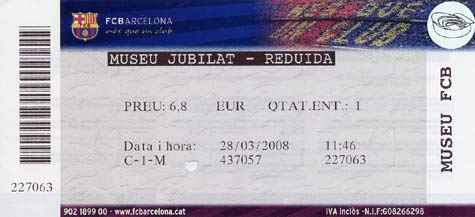 FCBARCELONA
més que un club
MUSEU JUBILAT - REDUIDA
PREU: 6,8 EUR QTAT.ENT.: 1
Data i hora: 28/03/2008 11:46
C-1-M 437057 227063
227063
MUSEU FCB
902 1899 00 - www.fcbarcelona.cat
IVA inclòs -N.I.F:G08266298